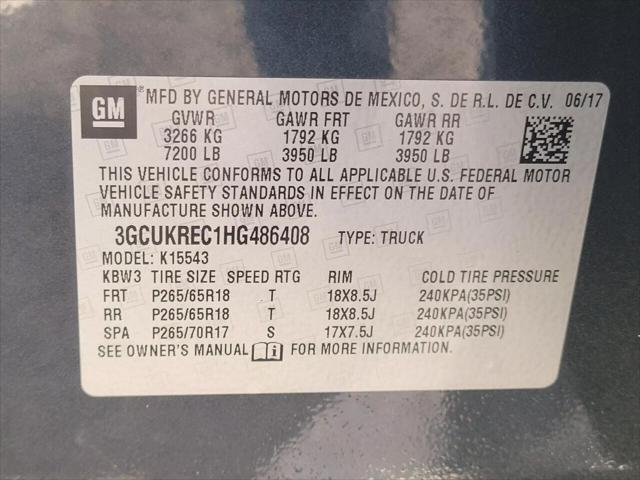 GM ® MFD BY GENERAL MOTORS DE MEXICO, S. DE R.L. DE C.V. 06/17
GVWR GAWR FRT GAWR RR
3266 KG 1792 KG 1792 KG
7200 LB 3950 LB 3950 LB
THIS VEHICLE CONFORMS TO ALL APPLICABLE U.S. FEDERAL MOTOR
VEHICLE SAFETY STANDARDS IN EFFECT ON THE DATE OF
MANUFACTURE SHOWN ABOVE.
3GCUKREC1HG486408 TYPE: TRUCK
MODEL: K15543
KBW3 TIRE SIZE SPEED RTG RIM COLD TIRE PRESSURE
FRT P265/65R18 T 18X8.5J 240KPA(35PSI)
RR P265/65R18 T 18X8.5J 240KPA(35PSI)
SPA P265/70R17 S 17X7.5J 240KPA(35PSI)
SEE OWNER'S MANUAL FOR MORE INFORMATION.